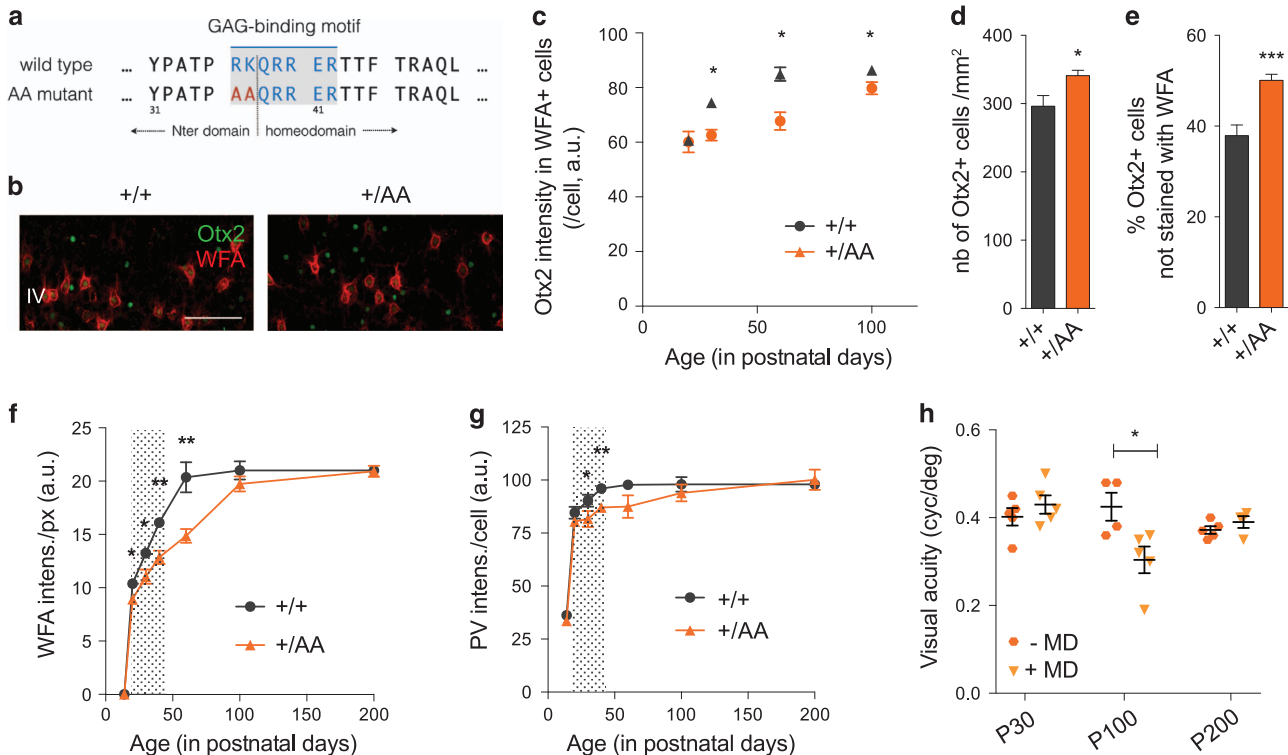 a
GAG-binding motif
wild type … YPATP RKQRR ERTTF TRAQL …
AA mutant … YPATP AAQRR ERTTF TRAQL …
31 41
Nter domain homeodomain
b
+/+ +/AA
Otx2
WFA
IV
c
Otx2 intensity in WFA+ cells
(/cell, a.u.)
100
80
60
40
20
0
0 50 100
* * *
+/+
+/AA
Age (in postnatal days)
d
nb of Otx2+ cells /mm²
400
300
200
100
0
*
+/+
+/AA
e
% Otx2+ cells
not stained with WFA
60
40
20
0
***
+/+
+/AA
f
WFA intens./px (a.u.)
25
20
15
10
5
0
0 50 100 150 200
* * ** **
+/+
+/AA
Age (in postnatal days)
g
PV intens./cell (a.u.)
125
100
75
50
25
0
0 50 100 150 200
* **
+/+
+/AA
Age (in postnatal days)
h
Visual acuity (cyc/deg)
0.6
0.4
0.2
0.0
*
- MD
+ MD
P30 P100 P200